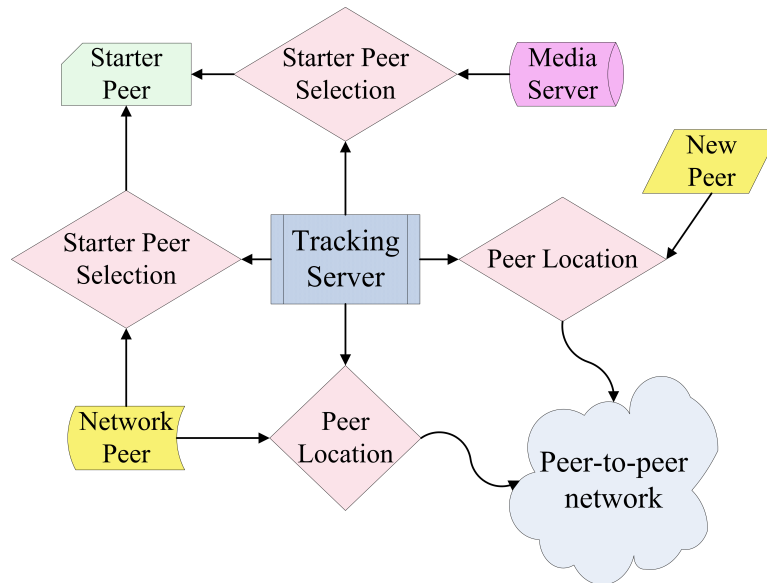 Starter
Peer
Starter Peer
Selection
Media
Server
New
Peer
Starter Peer
Selection
Tracking
Server
Peer Location
Network
Peer
Peer
Location
Peer-to-peer
network